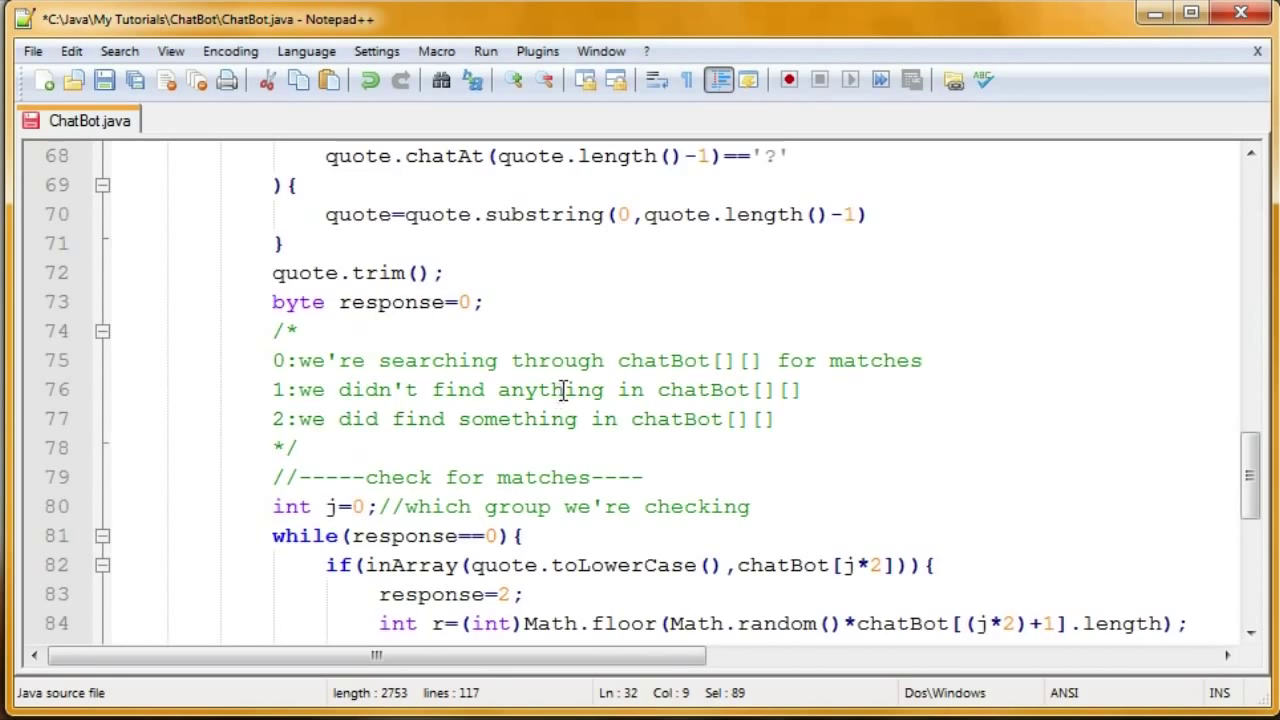 *C:\Java\My Tutorials\ChatBot\ChatBot.java - Notepad++
File Edit Search View Encoding Language Settings Macro Run Plugins Window ? X
ABC
ChatBot.java
68 quote.chatAt(quote.length()-1)=='?'
69 ){
70 quote=quote.substring(0,quote.length()-1)
71 }
72 quote.trim();
73 byte response=0;
74 /*
75 0:we're searching through chatBot[][] for matches
76 1:we didn't find anything in chatBot[][]
77 2:we did find something in chatBot[][]
78 */
79 //-----check for matches----
80 int j=0;//which group we're checking
81 while(response==0){
82 if(inArray(quote.toLowerCase(),chatBot[j*2])){
83 response=2;
84 int r=(int)Math.floor(Math.random()*chatBot[(j*2)+1].length);
Java source file length : 2753 lines : 117 Ln : 32 Col : 9 Sel : 89 Dos\Windows ANSI INS